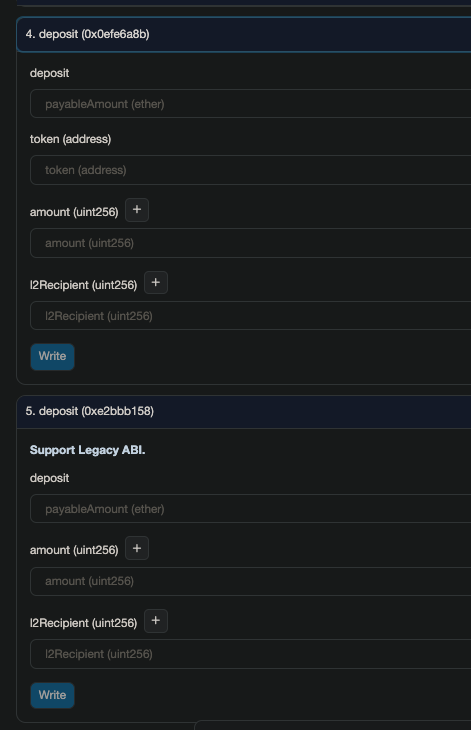 4. deposit (0x0efe6a8b)
deposit
payableAmount (ether)
token (address)
token (address)
amount (uint256) +
amount (uint256)
l2Recipient (uint256) +
l2Recipient (uint256)
Write
5. deposit (0xe2bbb158)
Support Legacy ABI.
deposit
payableAmount (ether)
amount (uint256) +
amount (uint256)
l2Recipient (uint256) +
l2Recipient (uint256)
Write